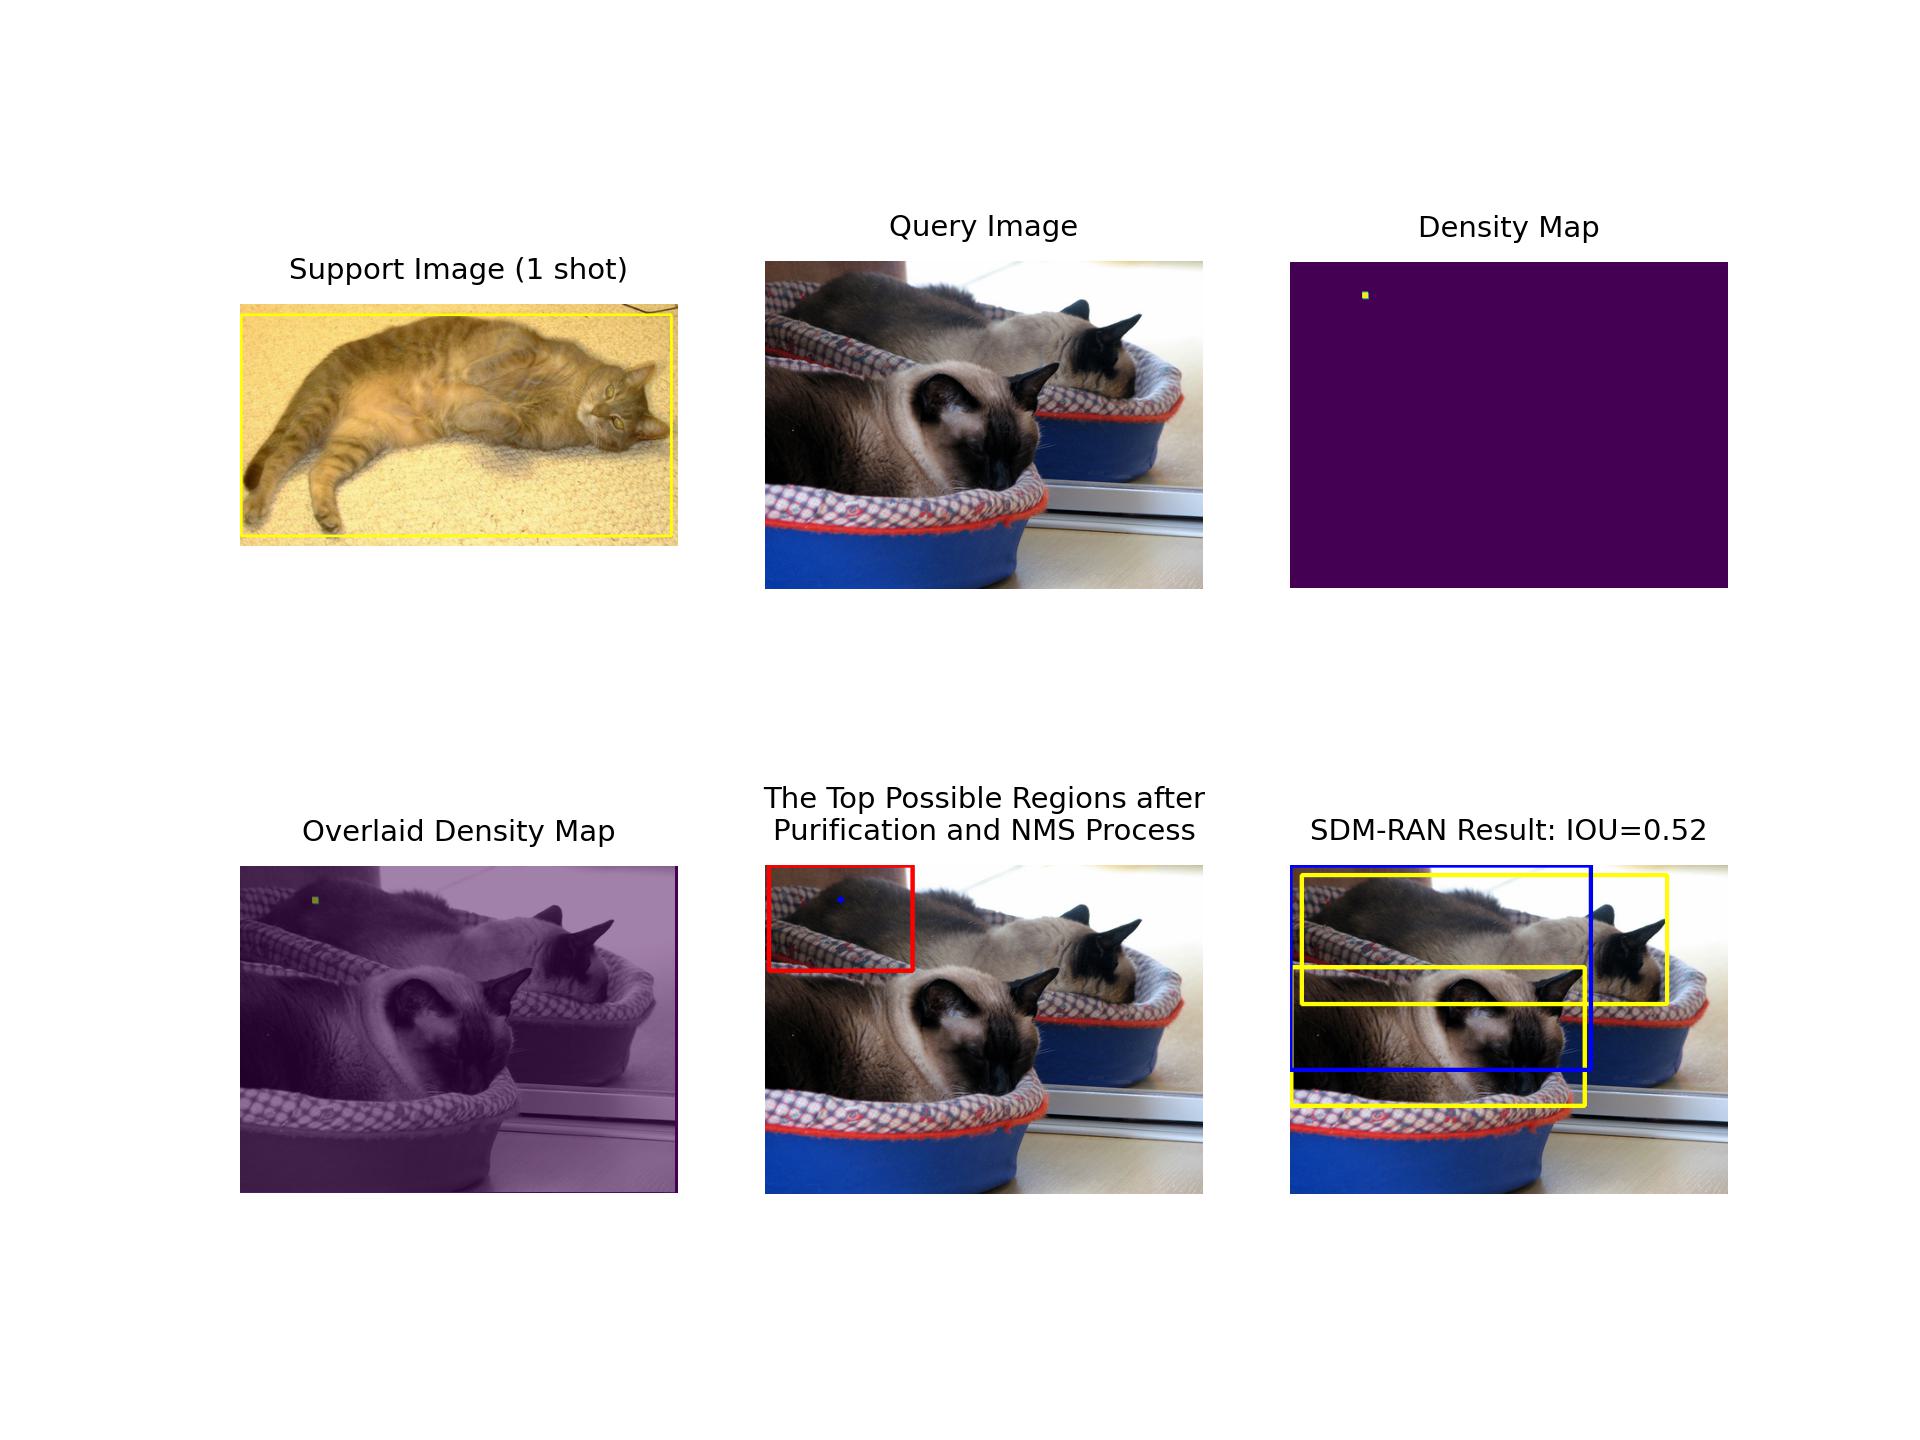 Support Image (1 shot)
Query Image
Density Map
Overlaid Density Map
The Top Possible Regions after
Purification and NMS Process
SDM-RAN Result: IOU=0.52